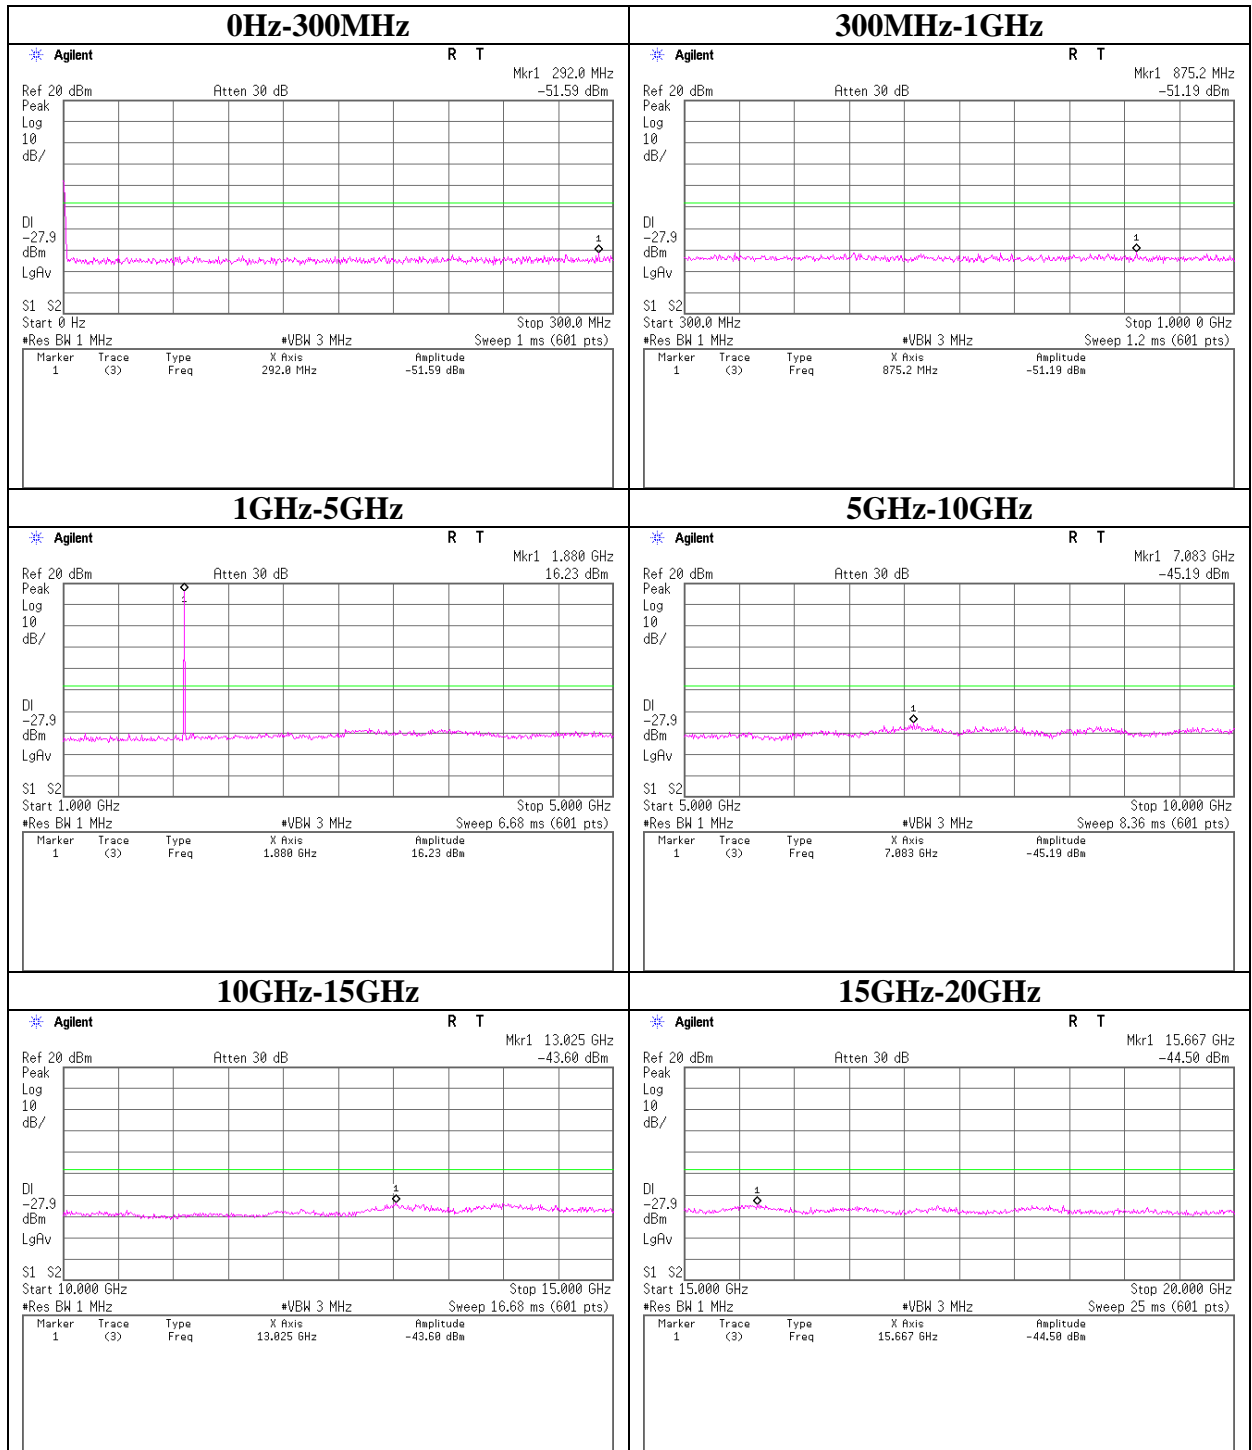 0Hz-300MHz
Agilent R T
Mkr1 292.0 MHz
Ref 20 dBm Atten 30 dB -51.59 dBm
Peak
Log
10
dB/
DI
-27.9
dBm
LgAv
1
S1 S2
Start 0 Hz Stop 300.0 MHz
#Res BW 1 MHz #VBW 3 MHz Sweep 1 ms (601 pts)
Marker Trace Type X Axis Amplitude
1 (3) Freq 292.0 MHz -51.59 dBm
300MHz-1GHz
Agilent R T
Mkr1 875.2 MHz
Ref 20 dBm Atten 30 dB -51.19 dBm
Peak
Log
10
dB/
DI
-27.9
dBm
LgAv
1
S1 S2
Start 300.0 MHz Stop 1.000 0 GHz
#Res BW 1 MHz #VBW 3 MHz Sweep 1.2 ms (601 pts)
Marker Trace Type X Axis Amplitude
1 (3) Freq 875.2 MHz -51.19 dBm
1GHz-5GHz
Agilent R T
Mkr1 1.880 GHz
Ref 20 dBm Atten 30 dB 16.23 dBm
Peak
Log
10
dB/
DI
-27.9
dBm
LgAv
1
S1 S2
Start 1.000 GHz Stop 5.000 GHz
#Res BW 1 MHz #VBW 3 MHz Sweep 6.68 ms (601 pts)
Marker Trace Type X Axis Amplitude
1 (3) Freq 1.880 GHz 16.23 dBm
5GHz-10GHz
Agilent R T
Mkr1 7.083 GHz
Ref 20 dBm Atten 30 dB -45.19 dBm
Peak
Log
10
dB/
DI
-27.9
dBm
LgAv
1
S1 S2
Start 5.000 GHz Stop 10.000 GHz
#Res BW 1 MHz #VBW 3 MHz Sweep 8.36 ms (601 pts)
Marker Trace Type X Axis Amplitude
1 (3) Freq 7.083 GHz -45.19 dBm
10GHz-15GHz
Agilent R T
Mkr1 13.025 GHz
Ref 20 dBm Atten 30 dB -43.60 dBm
Peak
Log
10
dB/
DI
-27.9
dBm
LgAv
1
S1 S2
Start 10.000 GHz Stop 15.000 GHz
#Res BW 1 MHz #VBW 3 MHz Sweep 16.68 ms (601 pts)
Marker Trace Type X Axis Amplitude
1 (3) Freq 13.025 GHz -43.60 dBm
15GHz-20GHz
Agilent R T
Mkr1 15.667 GHz
Ref 20 dBm Atten 30 dB -44.50 dBm
Peak
Log
10
dB/
DI
-27.9
dBm
LgAv
1
S1 S2
Start 15.000 GHz Stop 20.000 GHz
#Res BW 1 MHz #VBW 3 MHz Sweep 25 ms (601 pts)
Marker Trace Type X Axis Amplitude
1 (3) Freq 15.667 GHz -44.50 dBm